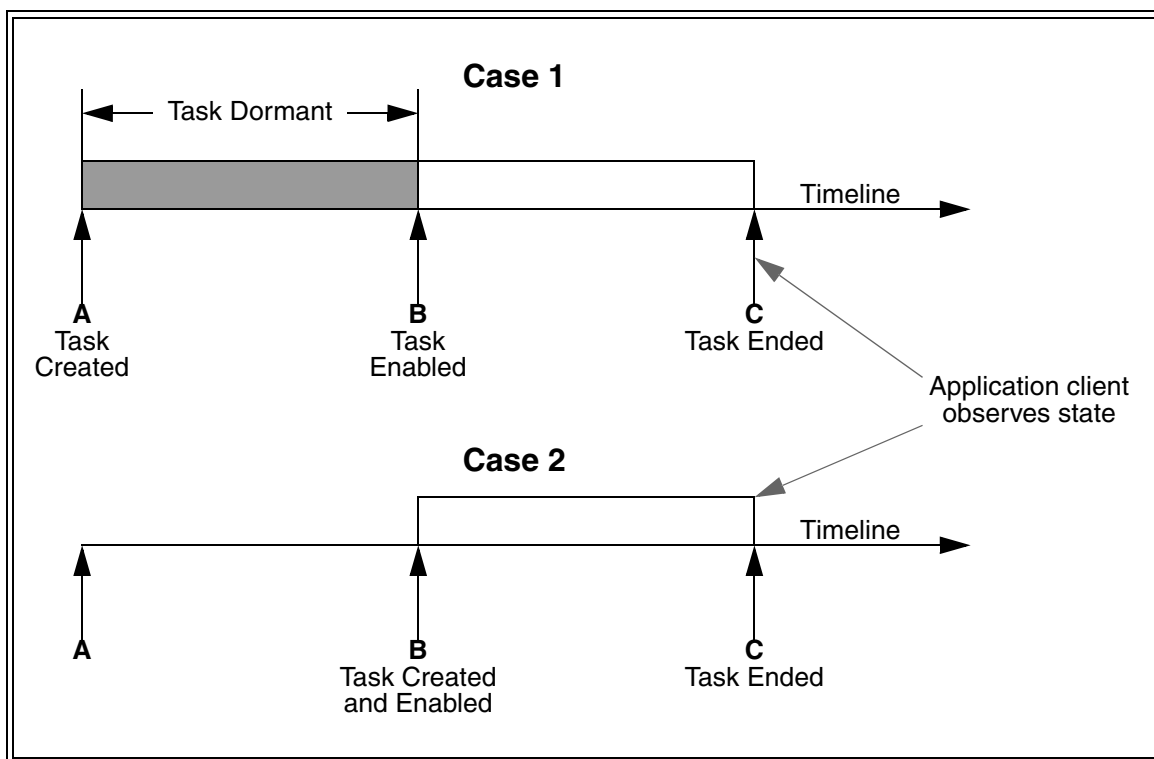 Case 1
Task Dormant
Timeline
A
Task
Created
B
Task
Enabled
C
Task Ended
Application client
observes state
Case 2
Timeline
A
B
Task Created
and Enabled
C
Task Ended